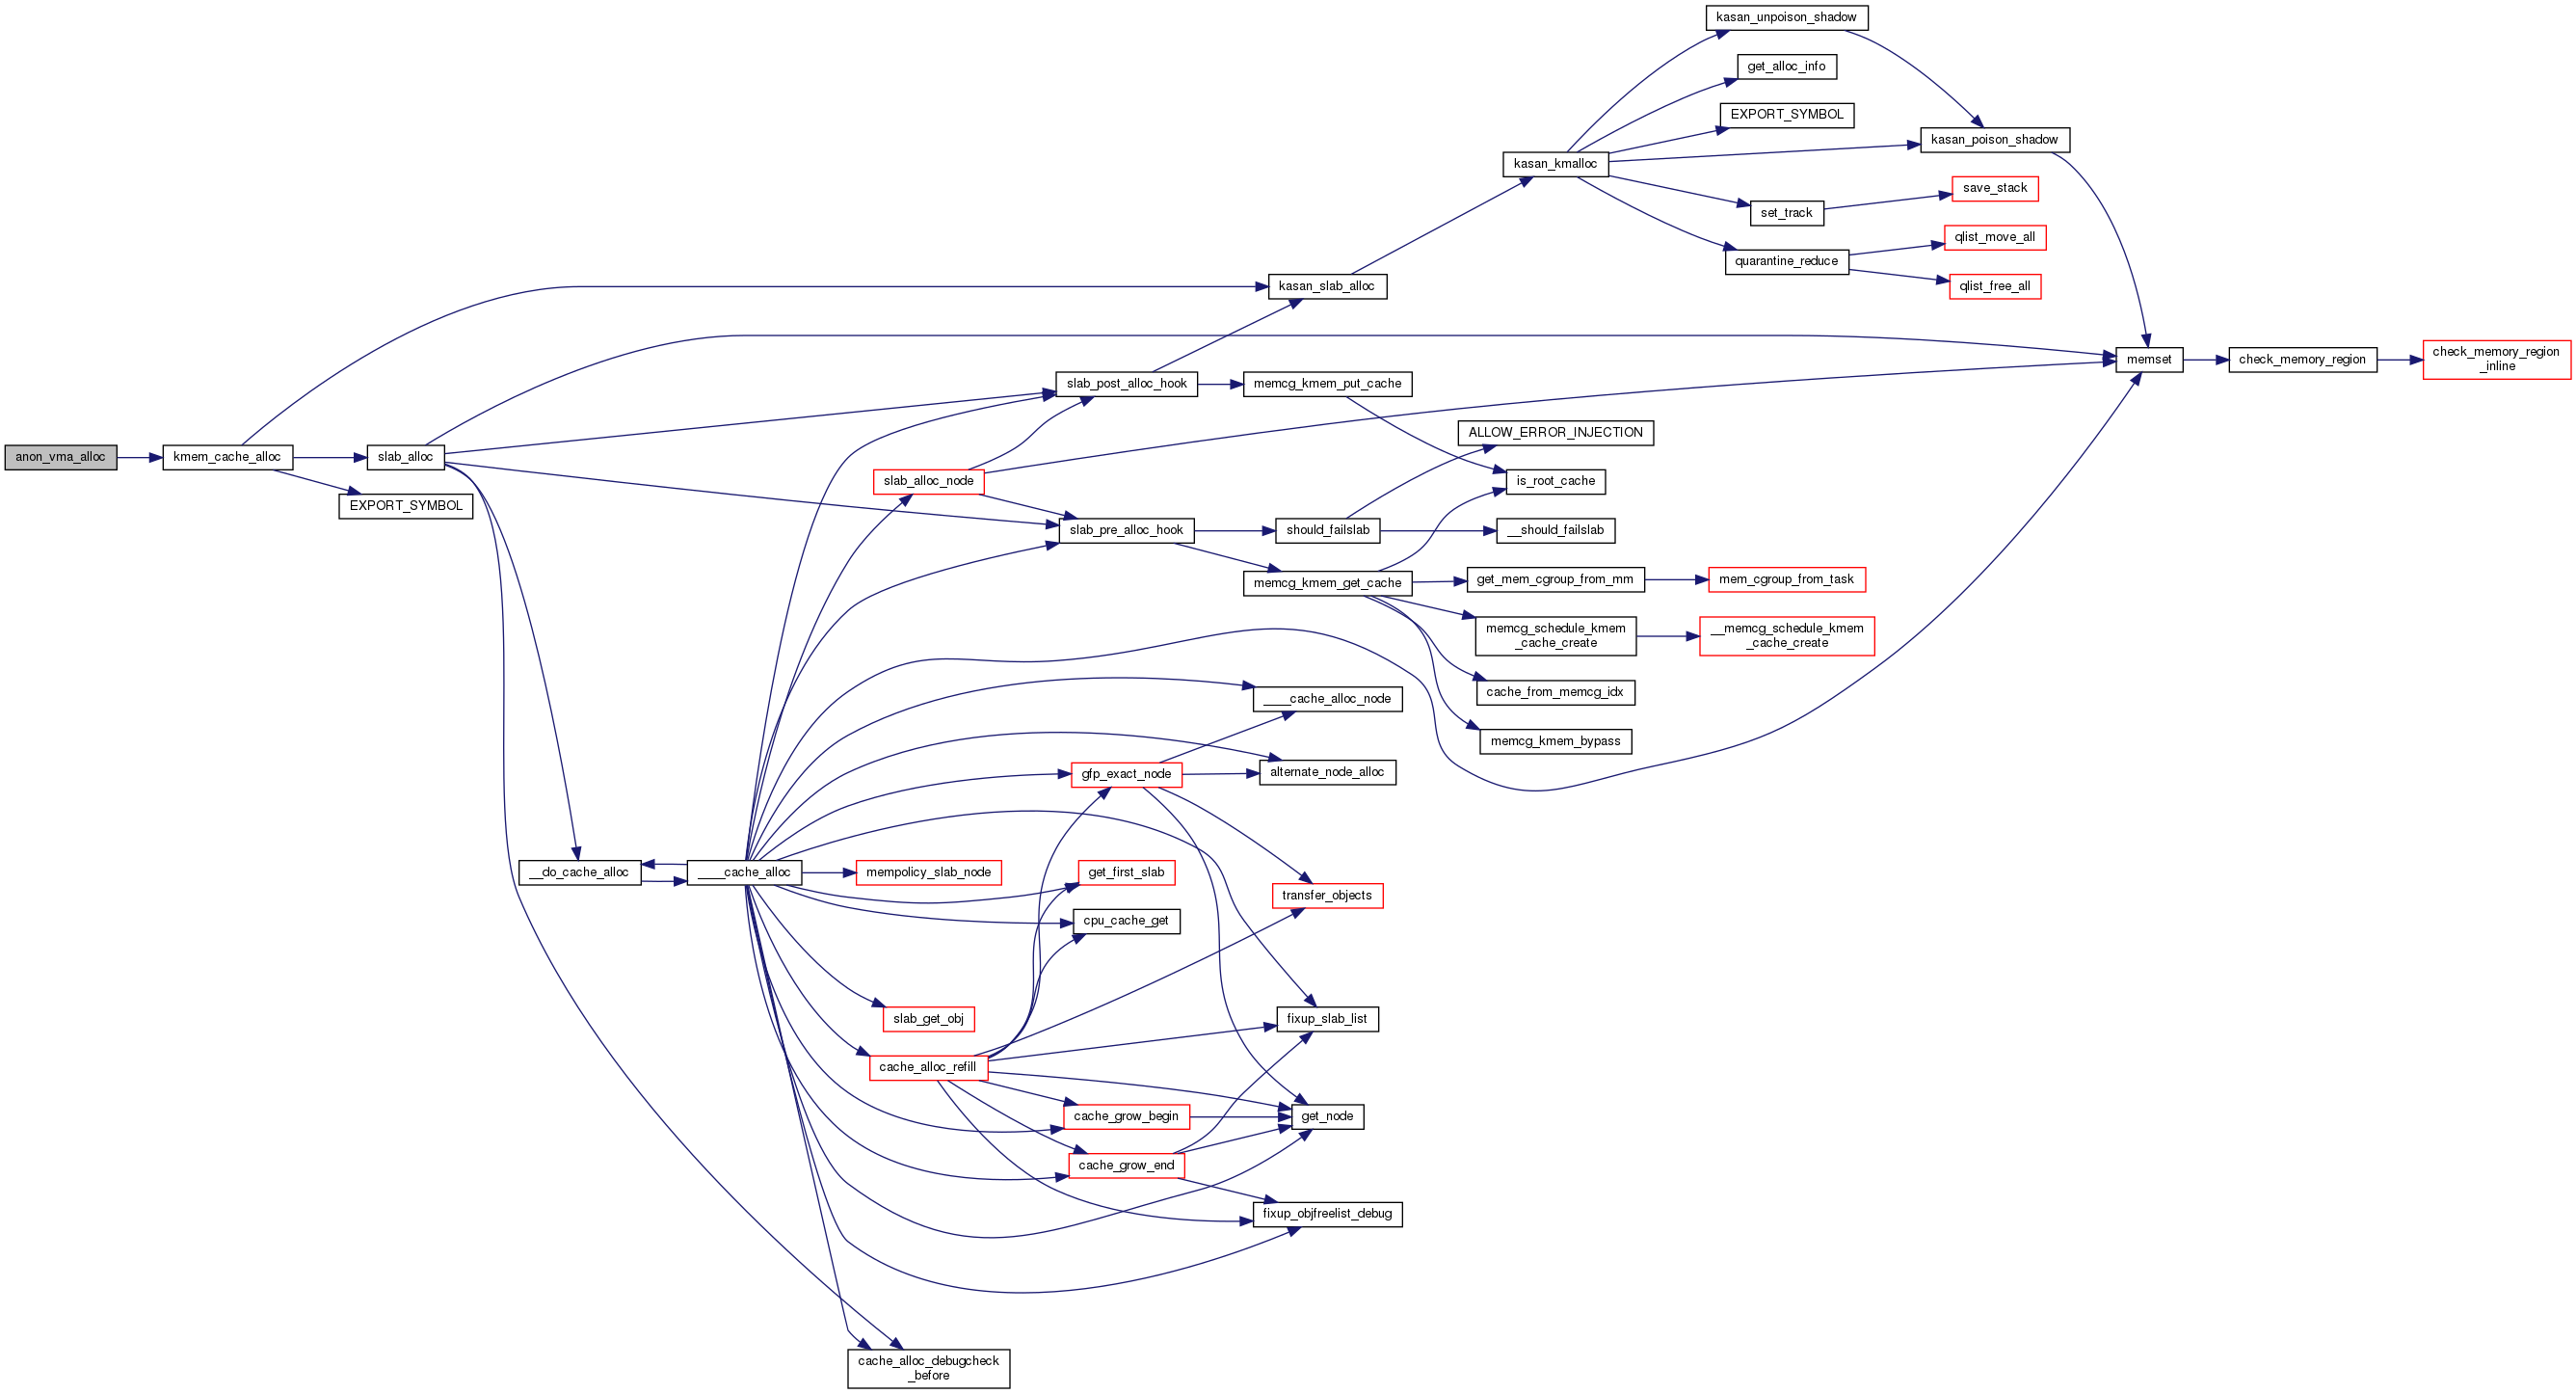 kasan_unpoison_shadow
get_alloc_info
EXPORT_SYMBOL
kasan_poison_shadow
kasan_kmalloc
save_stack
set_track
qlist_move_all
quarantine_reduce
kasan_slab_alloc
qlist_free_all
memset
check_memory_region
check_memory_region
_inline
slab_post_alloc_hook
memcg_kmem_put_cache
ALLOW_ERROR_INJECTION
anon_vma_alloc
kmem_cache_alloc
slab_alloc
slab_alloc_node
is_root_cache
EXPORT_SYMBOL
slab_pre_alloc_hook
should_failslab
__should_failslab
memcg_kmem_get_cache
get_mem_cgroup_from_mm
mem_cgroup_from_task
memcg_schedule_kmem
_cache_create
__memcg_schedule_kmem
_cache_create
____cache_alloc_node
cache_from_memcg_idx
memcg_kmem_bypass
gfp_exact_node
alternate_node_alloc
__do_cache_alloc
____cache_alloc
mempolicy_slab_node
get_first_slab
transfer_objects
cpu_cache_get
slab_get_obj
fixup_slab_list
cache_alloc_refill
cache_grow_begin
get_node
cache_grow_end
fixup_objfreelist_debug
cache_alloc_debugcheck
_before